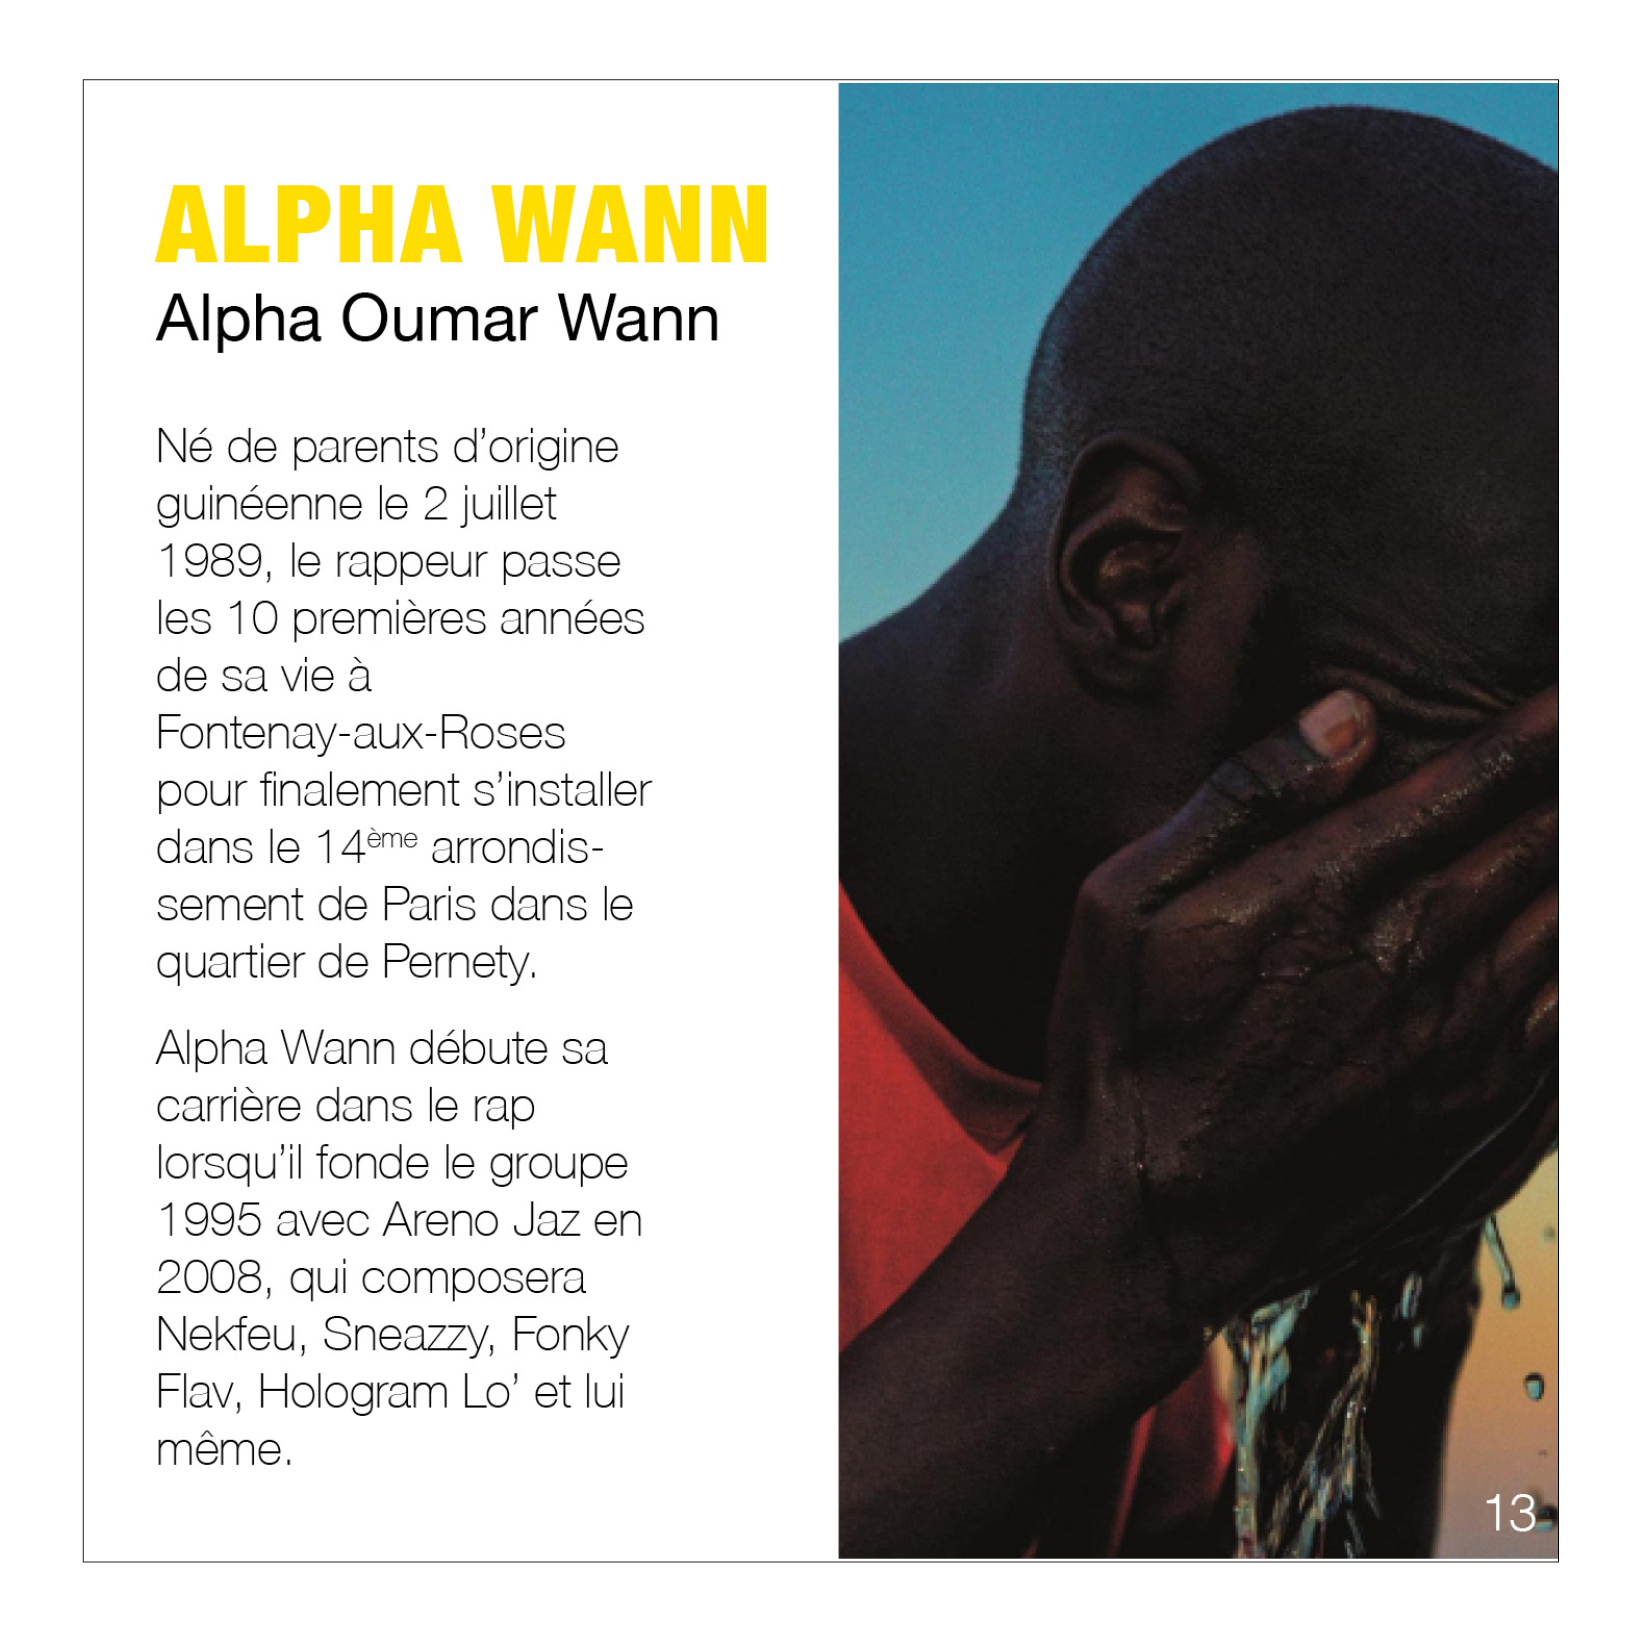 ALPHA WANN
Alpha Oumar Wann
Né de parents d’origine
guinéenne le 2 juillet
1989, le rappeur passe
les 10 premières années
de sa vie à
Fontenay-aux-Roses
pour finalement s’installer
dans le 14ème arrondis-
sement de Paris dans le
quartier de Pernety.
Alpha Wann débute sa
carrière dans le rap
lorsqu’il fonde le groupe
1995 avec Areno Jaz en
2008, qui composera
Nekfeu, Sneazzy, Fonky
Flav, Hologram Lo’ et lui
même.
13